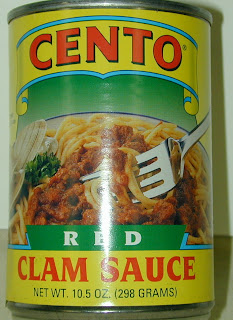 CENTO®
RED
CLAM SAUCE
NET WT. 10.5 OZ. (298 GRAMS)